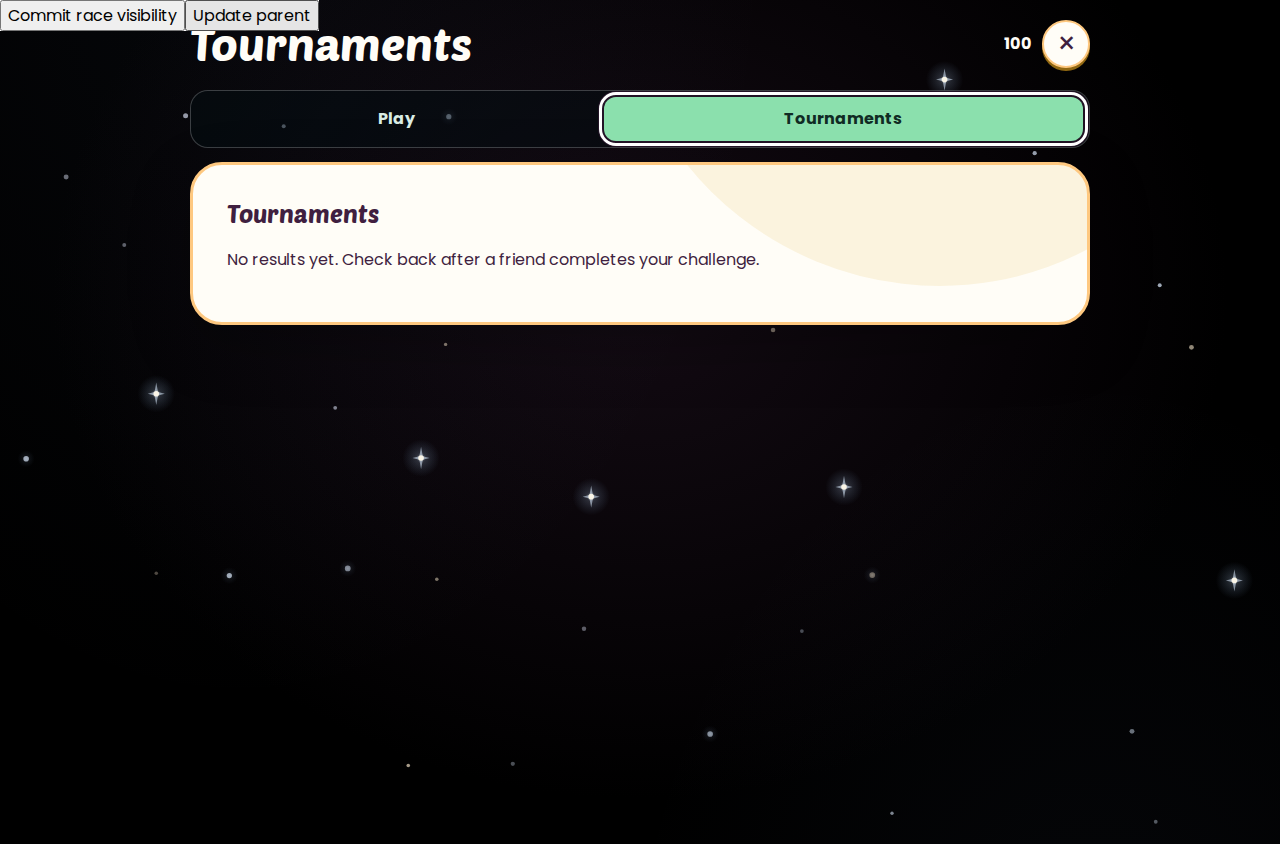 Commit race visibility Update parent
Tournaments
100 ×
Play Tournaments
Tournaments
No results yet. Check back after a friend completes your challenge.